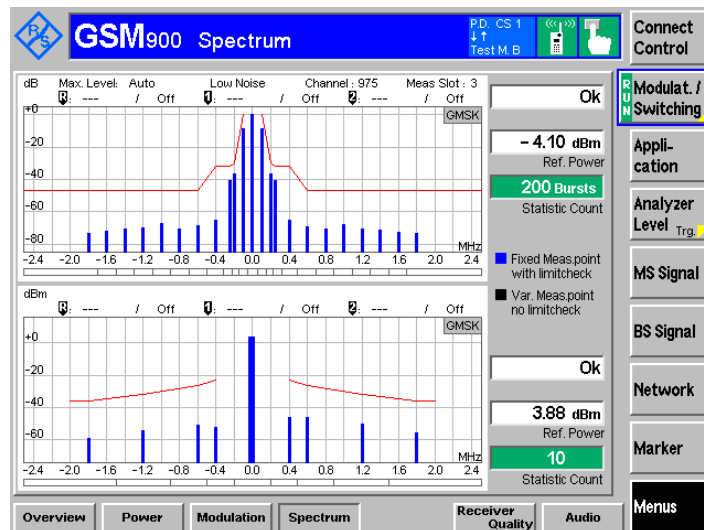 R/S GSM900 Spectrum
P.D. CS 1
Test M. B
Connect
Control
RUN
Modulat. /
Switching
Appli-
cation
Analyzer
Level Trg.
MS Signal
BS Signal
Network
Marker
Menus
dB Max. Level: Auto Low Noise Channel : 975 Meas Slot : 3
R: --- / Off 1: --- / Off 2: --- / Off
GMSK
+0
-20
-40
-60
-80
MHz
-2.4 -2.0 -1.6 -1.2 -0.8 -0.4 0.0 0.4 0.8 1.2 1.6 2.0 2.4
Ok
- 4.10 dBm
Ref. Power
200 Bursts
Statistic Count
Fixed Meas.point
with limitcheck
Var. Meas.point
no limitcheck
dBm
R: --- / Off 1: --- / Off 2: --- / Off
GMSK
+0
-20
-40
-60
MHz
-2.4 -2.0 -1.6 -1.2 -0.8 -0.4 0.0 0.4 0.8 1.2 1.6 2.0 2.4
Ok
3.88 dBm
Ref. Power
10
Statistic Count
Overview Power Modulation Spectrum Receiver
Quality Audio